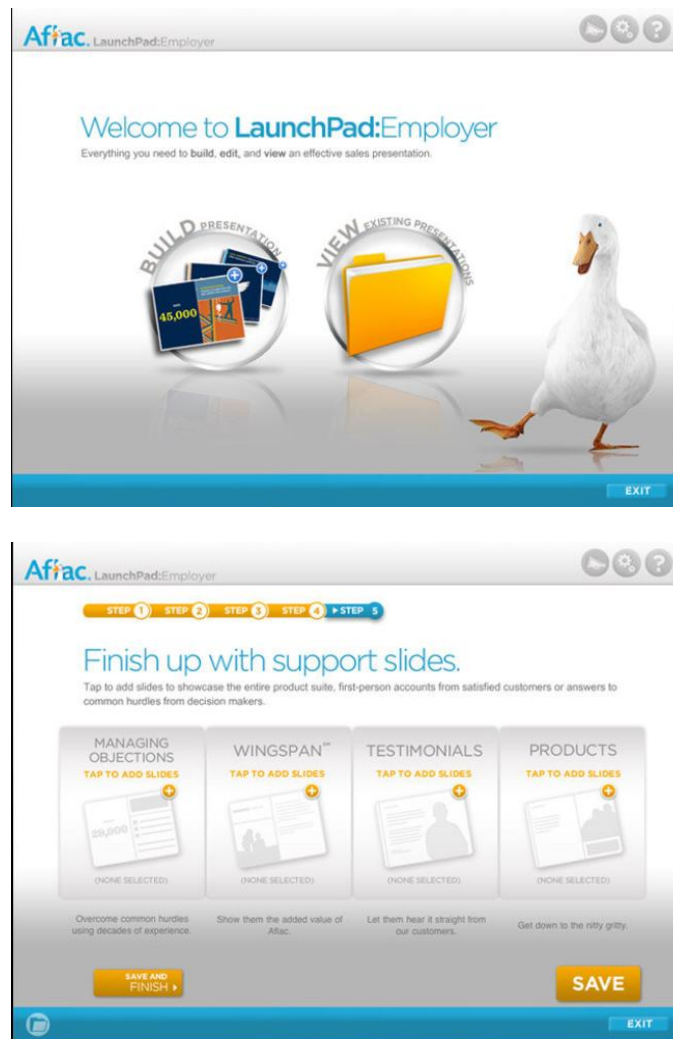 Aflac. LaunchPad:Employer
?
Welcome to LaunchPad:Employer
Everything you need to build, edit, and view an effective sales presentation.
BUILD PRESENTATION
VIEW EXISTING PRESENTATIONS
45,000
EXIT
Aflac. LaunchPad:Employer
?
STEP 1 STEP 2 STEP 3 STEP 4 STEP 5
Finish up with support slides.
Tap to add slides to showcase the entire product suite, first-person accounts from satisfied customers or answers to
common hurdles from decision makers.
MANAGING
OBJECTIONS
TAP TO ADD SLIDES
29,900
(NONE SELECTED)
Overcome common hurdles
using decades of experience.
WINGSPAN℠
TAP TO ADD SLIDES
(NONE SELECTED)
Show them the added value of
Aflac.
TESTIMONIALS
TAP TO ADD SLIDES
(NONE SELECTED)
Let them hear it straight from
our customers.
PRODUCTS
TAP TO ADD SLIDES
(NONE SELECTED)
Get down to the nitty gritty.
SAVE AND
FINISH
SAVE
EXIT